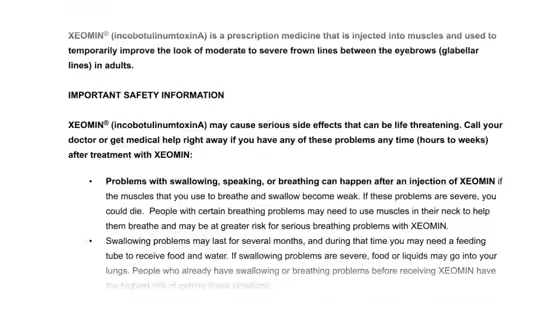 XEOMIN® (incobotulinumtoxinA) is a prescription medicine that is injected into muscles and used to
temporarily improve the look of moderate to severe frown lines between the eyebrows (glabellar
lines) in adults.
IMPORTANT SAFETY INFORMATION
XEOMIN® (incobotulinumtoxinA) may cause serious side effects that can be life threatening. Call your
doctor or get medical help right away if you have any of these problems any time (hours to weeks)
after treatment with XEOMIN:
• Problems with swallowing, speaking, or breathing can happen after an injection of XEOMIN if
the muscles that you use to breathe and swallow become weak. If these problems are severe, you
could die. People with certain breathing problems may need to use muscles in their neck to help
them breathe and may be at greater risk for serious breathing problems with XEOMIN.
• Swallowing problems may last for several months, and during that time you may need a feeding
tube to receive food and water. If swallowing problems are severe, food or liquids may go into your
lungs. People who already have swallowing or breathing problems before receiving XEOMIN have
the highest risk of getting these problems.